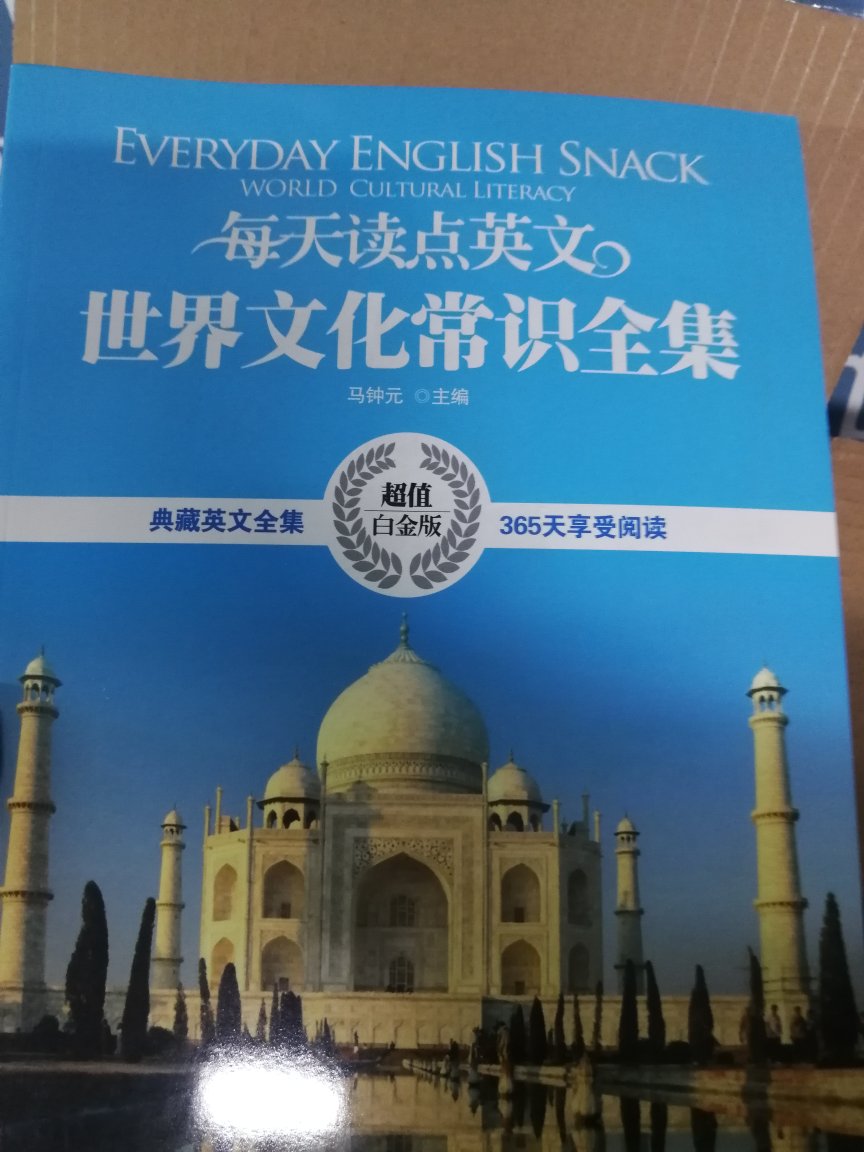 EVERYDAY ENGLISH SNACK
WORLD CULTURAL LITERACY
每天读点英文
世界文化常识全集
马钟元 ◎主编
典藏英文全集
超值
白金版
365天享受阅读